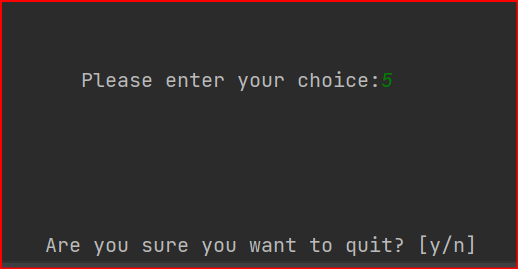 Please enter your choice:5
Are you sure you want to quit? [y/n]